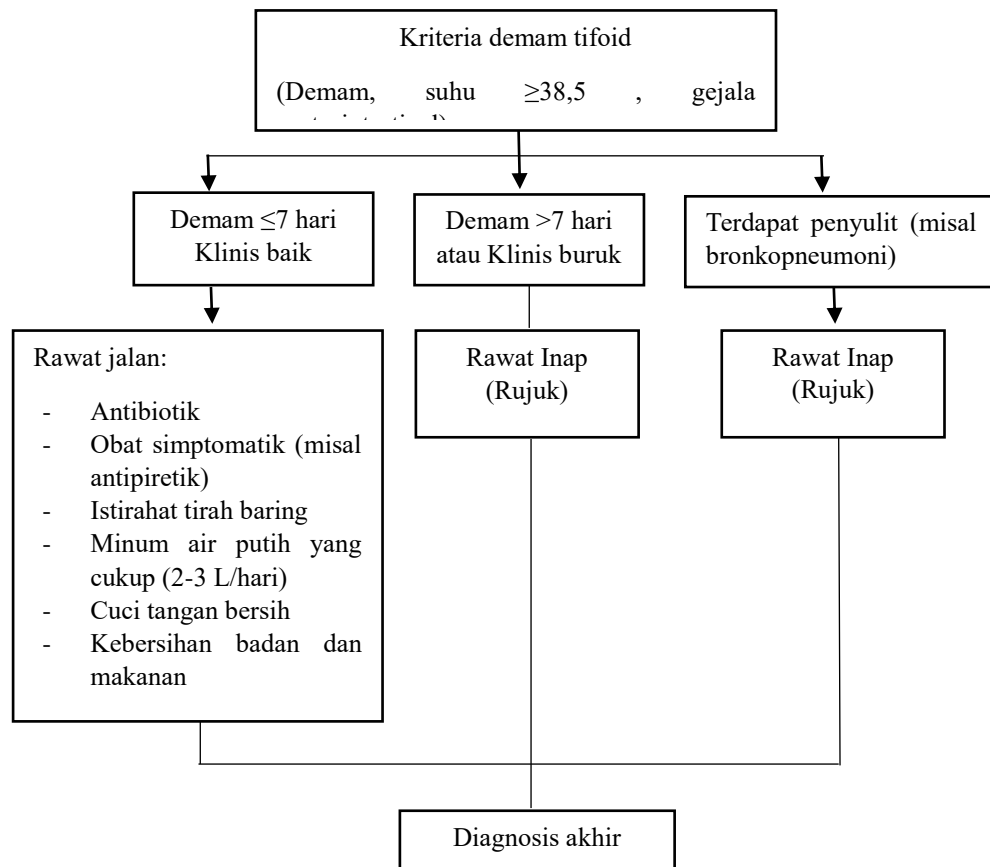 Kriteria demam tifoid
(Demam, suhu ≥38,5 , gejala
Demam ≤7 hari
Klinis baik
Demam >7 hari
atau Klinis buruk
Terdapat penyulit (misal
bronkopneumoni)
Rawat jalan:
- Antibiotik
- Obat simptomatik (misal
antipiretik)
- Istirahat tirah baring
- Minum air putih yang
cukup (2-3 L/hari)
- Cuci tangan bersih
- Kebersihan badan dan
makanan
Rawat Inap
(Rujuk)
Rawat Inap
(Rujuk)
Diagnosis akhir